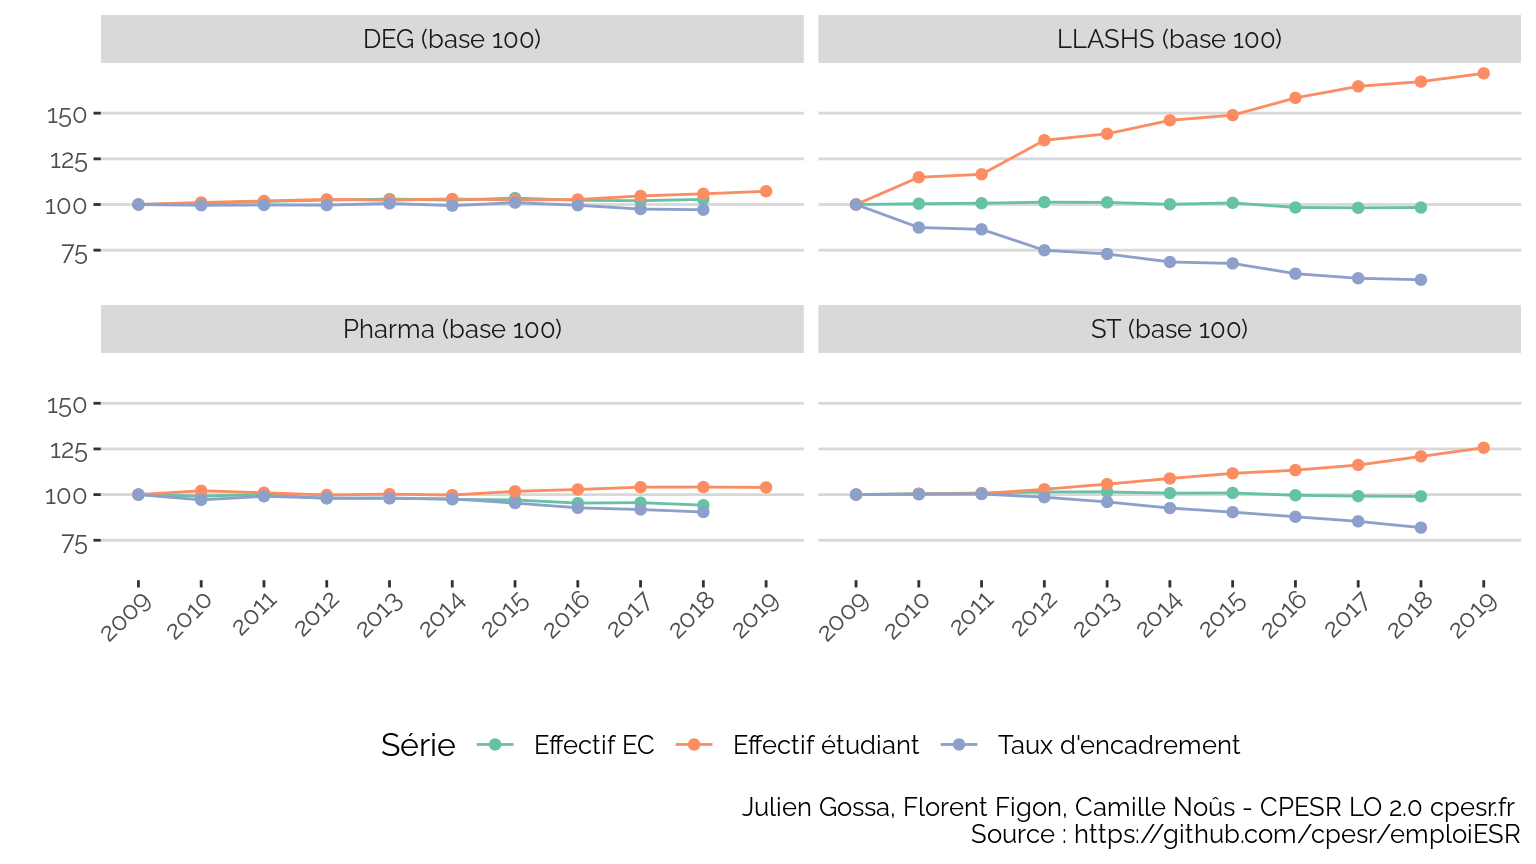 DEG (base 100)
LLASHS (base 100)
150
125
100
75
Pharma (base 100)
ST (base 100)
150
125
100
75
2009 2010 2011 2012 2013 2014 2015 2016 2017 2018 2019
2009 2010 2011 2012 2013 2014 2015 2016 2017 2018 2019
Série Effectif EC Effectif étudiant Taux d'encadrement
Julien Gossa, Florent Figon, Camille Noûs - CPESR LO 2.0 cpesr.fr
Source : https://github.com/cpesr/emploiESR